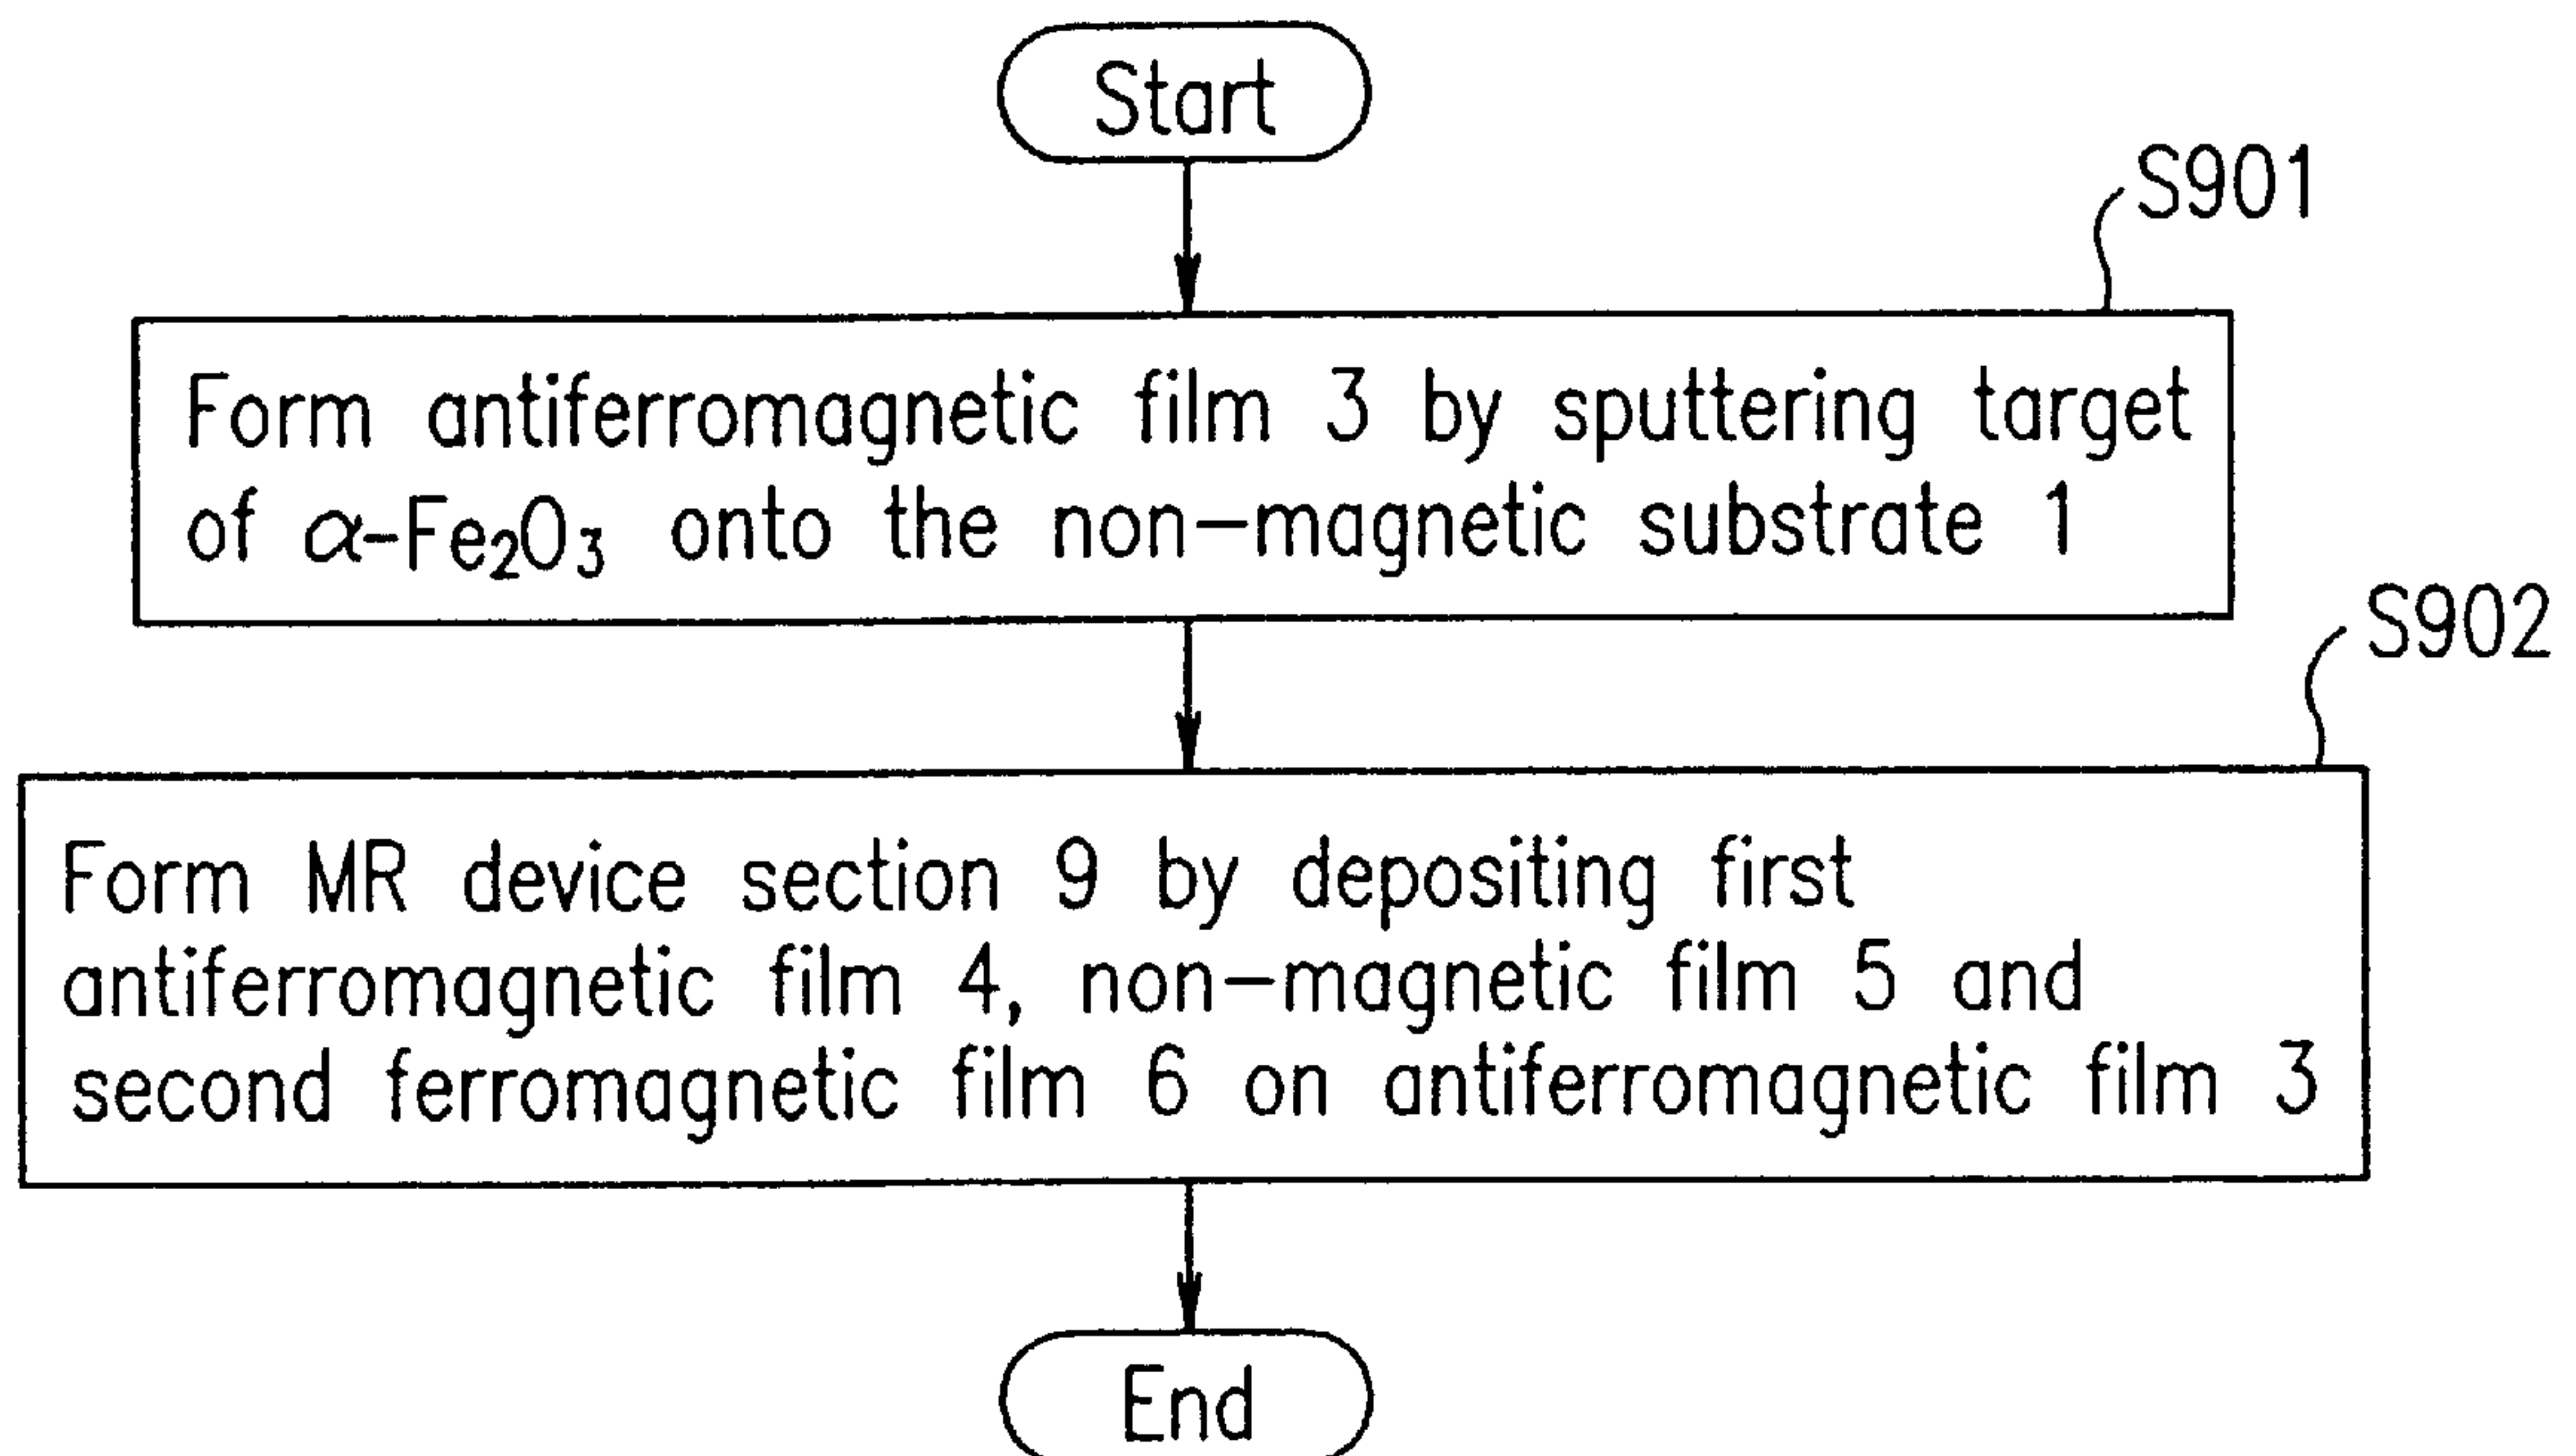 Start
S901
Form antiferromagnetic film 3 by sputtering target
of α-Fe₂O₃ onto the non-magnetic substrate 1
S902
Form MR device section 9 by depositing first
antiferromagnetic film 4, non-magnetic film 5 and
second ferromagnetic film 6 on antiferromagnetic film 3
End